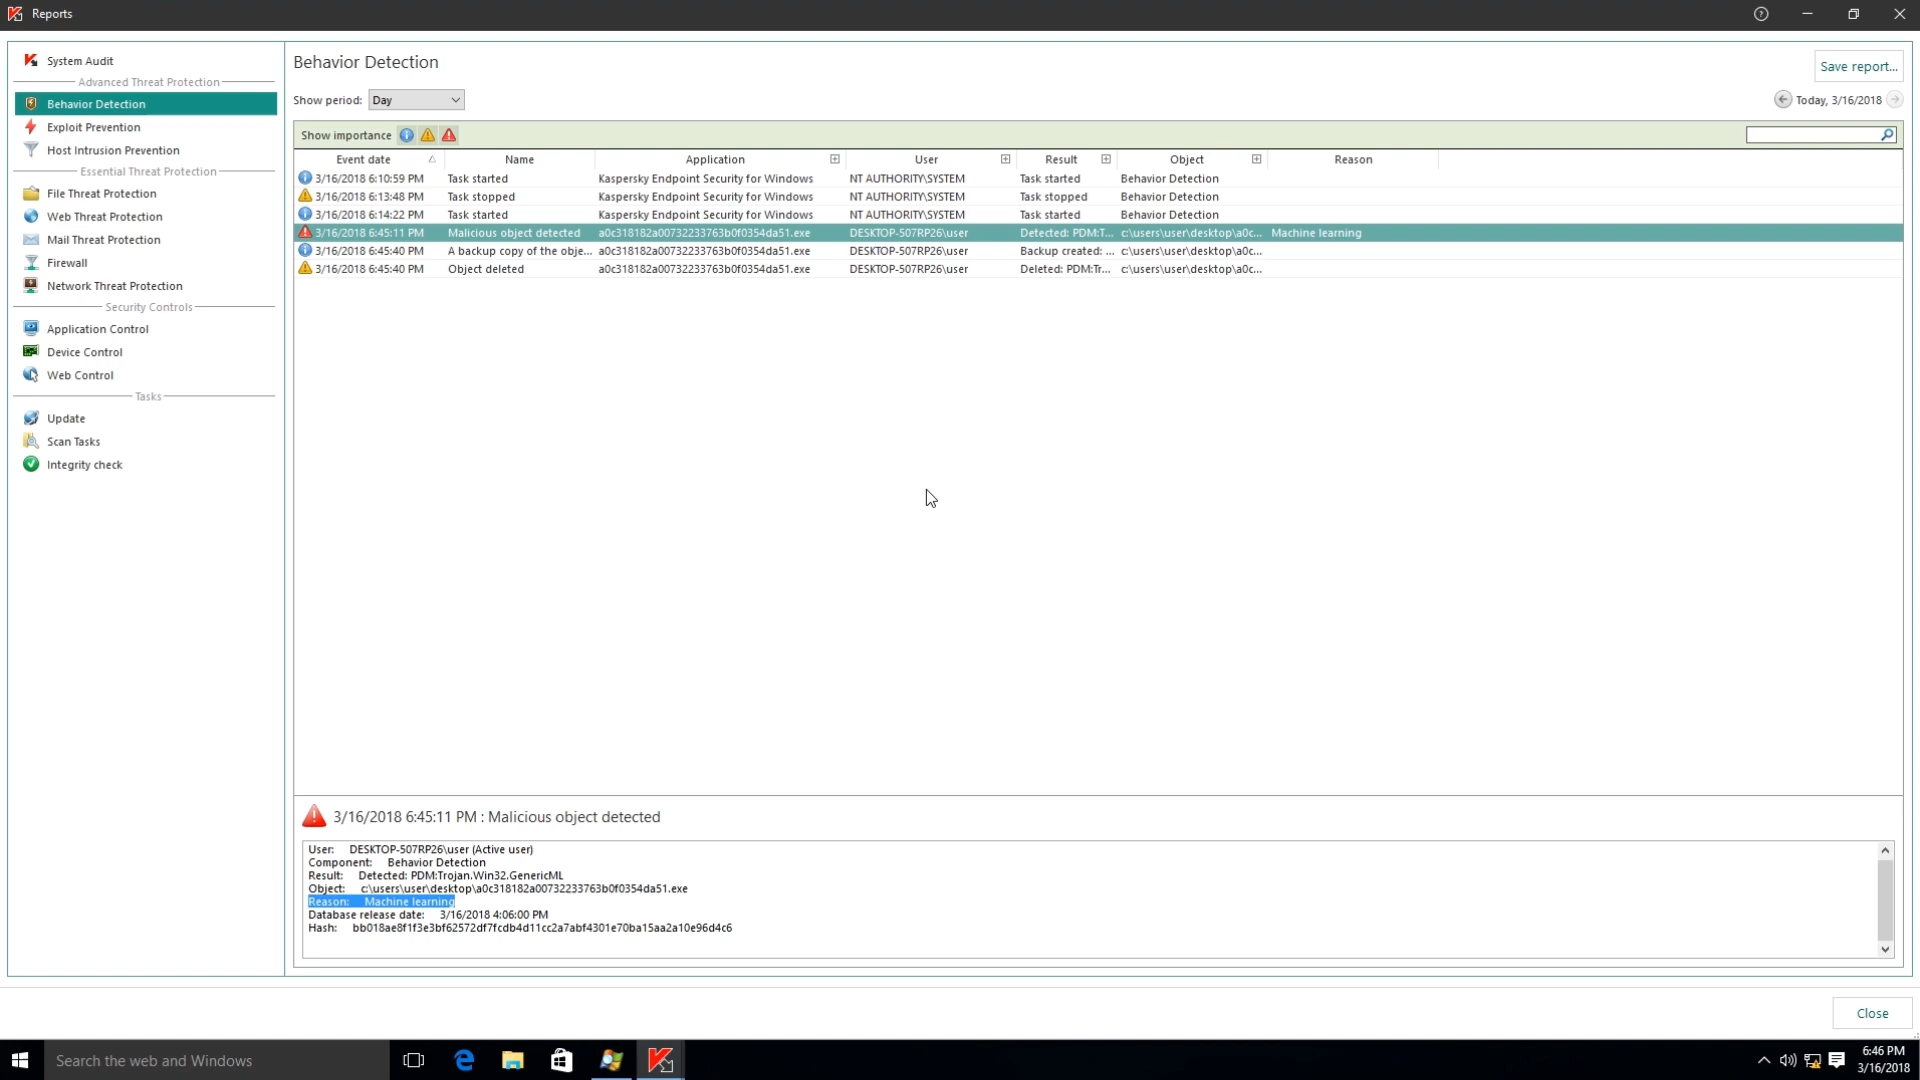 Reports
System Audit
Advanced Threat Protection
Behavior Detection
Exploit Prevention
Host Intrusion Prevention
Essential Threat Protection
File Threat Protection
Web Threat Protection
Mail Threat Protection
Firewall
Network Threat Protection
Security Controls
Application Control
Device Control
Web Control
Tasks
Update
Scan Tasks
Integrity check
Behavior Detection
Save report...
Show period: Day
Today, 3/16/2018
Show importance
Event date Name Application User Result Object Reason
3/16/2018 6:10:59 PM Task started Kaspersky Endpoint Security for Windows NT AUTHORITY\SYSTEM Task started Behavior Detection
3/16/2018 6:13:48 PM Task stopped Kaspersky Endpoint Security for Windows NT AUTHORITY\SYSTEM Task stopped Behavior Detection
3/16/2018 6:14:22 PM Task started Kaspersky Endpoint Security for Windows NT AUTHORITY\SYSTEM Task started Behavior Detection
3/16/2018 6:45:11 PM Malicious object detected a0c318182a00732233763b0f0354da51.exe DESKTOP-507RP26\user Detected: PDM:T... c:\users\user\desktop\a0c... Machine learning
3/16/2018 6:45:40 PM A backup copy of the obje... a0c318182a00732233763b0f0354da51.exe DESKTOP-507RP26\user Backup created: ... c:\users\user\desktop\a0c...
3/16/2018 6:45:40 PM Object deleted a0c318182a00732233763b0f0354da51.exe DESKTOP-507RP26\user Deleted: PDM:Tr... c:\users\user\desktop\a0c...
3/16/2018 6:45:11 PM : Malicious object detected
User: DESKTOP-507RP26\user (Active user)
Component: Behavior Detection
Result: Detected: PDM:Trojan.Win32.GenericML
Object: c:\users\user\desktop\a0c318182a00732233763b0f0354da51.exe
Reason: Machine learning
Database release date: 3/16/2018 4:06:00 PM
Hash: bb018ae8f1f3e3bf62572df7fcdb4d11cc2a7abf4301e70ba15aa2a10e96d4c6
Close
Search the web and Windows
6:46 PM
3/16/2018